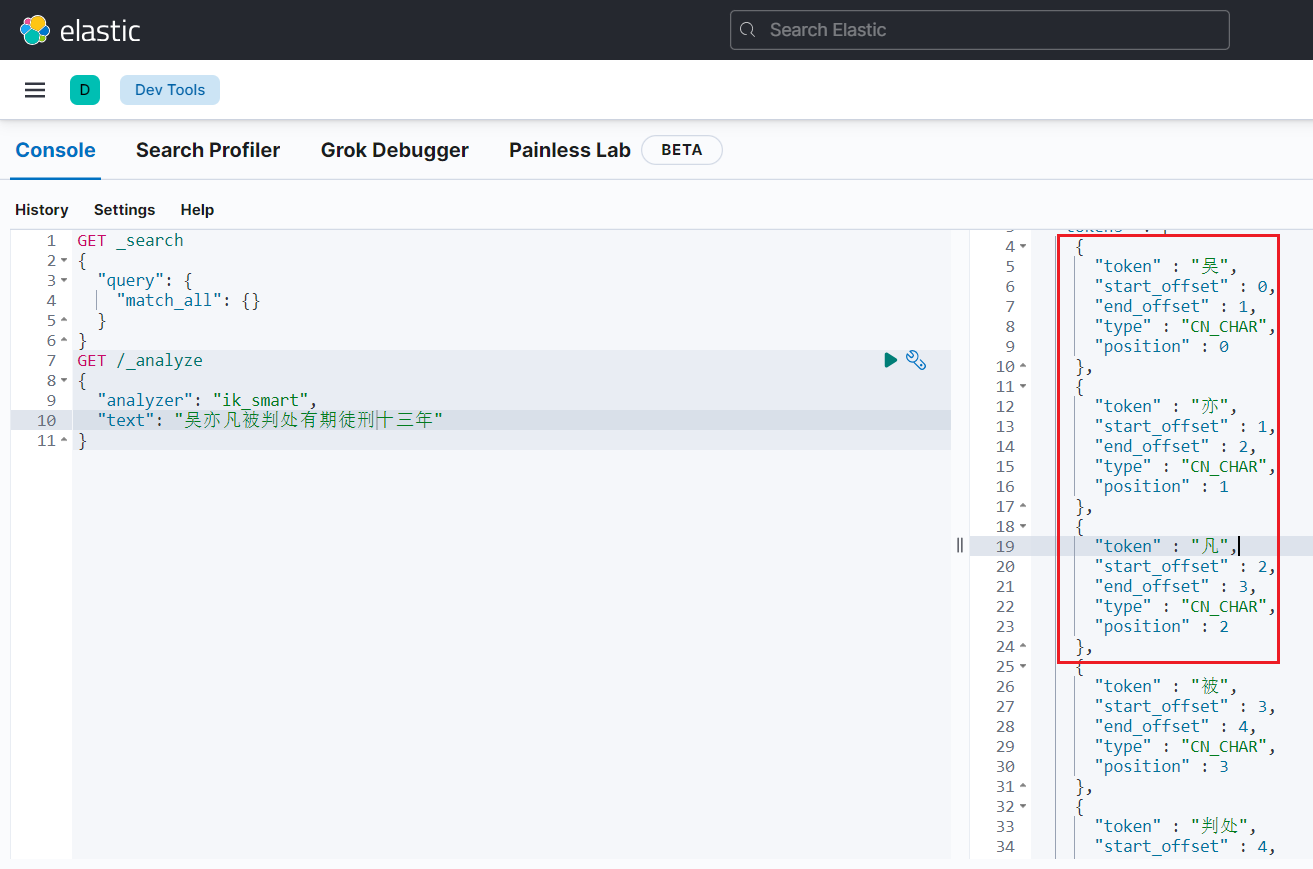 elastic
Search Elastic
D
Dev Tools
Console
Search Profiler
Grok Debugger
Painless Lab
BETA
History
Settings
Help
1 GET _search
2 {
3 "query": {
4 "match_all": {}
5 }
6 }
7 GET /_analyze
8 {
9 "analyzer": "ik_smart",
10 "text": "吴亦凡被判处有期徒刑十三年"
11 }
4 {
5 "token" : "吴",
6 "start_offset" : 0,
7 "end_offset" : 1,
8 "type" : "CN_CHAR",
9 "position" : 0
10 },
11 {
12 "token" : "亦",
13 "start_offset" : 1,
14 "end_offset" : 2,
15 "type" : "CN_CHAR",
16 "position" : 1
17 },
18 {
19 "token" : "凡",
20 "start_offset" : 2,
21 "end_offset" : 3,
22 "type" : "CN_CHAR",
23 "position" : 2
24 },
25 {
26 "token" : "被",
27 "start_offset" : 3,
28 "end_offset" : 4,
29 "type" : "CN_CHAR",
30 "position" : 3
31 },
32 {
33 "token" : "判处",
34 "start_offset" : 4,